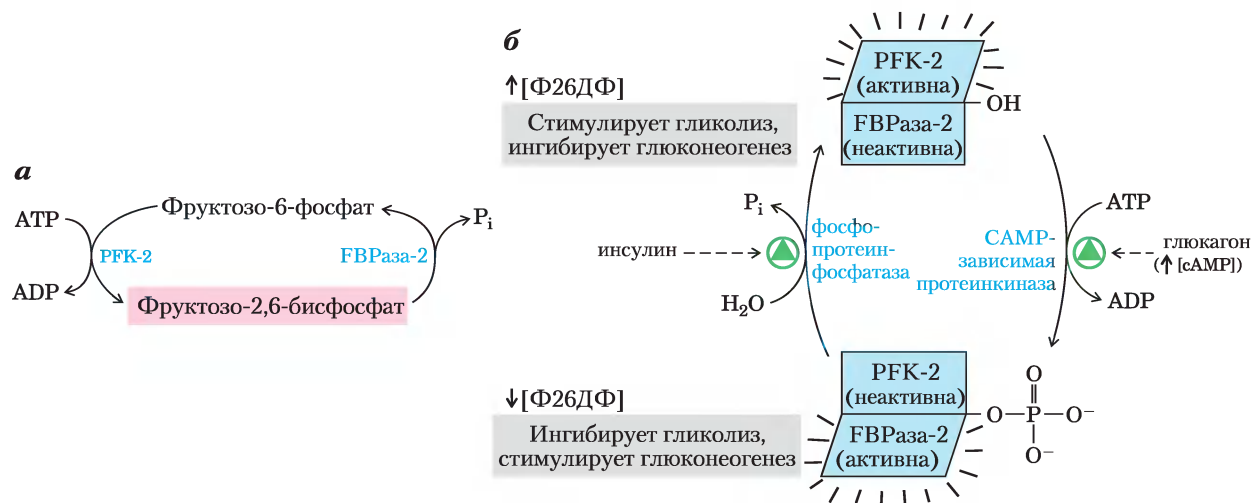 а
ATP
ADP
Фруктозо-6-фосфат
PFK-2
FBPаза-2
Pi
Фруктозо-2,6-бисфосфат
б
↑[Ф26ДФ]
Стимулирует гликолиз,
ингибирует глюконеогенез
PFK-2
(активна)
FBPаза-2
(неактивна)
OH
Pi
инсулин
H₂O
фосфо-
протеин-
фосфатаза
САМР-
зависимая
протеинкиназа
ATP
глюкагон
(↑ [cAMP])
ADP
↓[Ф26ДФ]
Ингибирует гликолиз,
стимулирует глюконеогенез
PFK-2
(неактивна)
FBPаза-2
(активна)
O
O—P—O⁻
O⁻